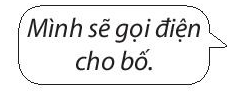 Mình sẽ gọi điện
cho bố.